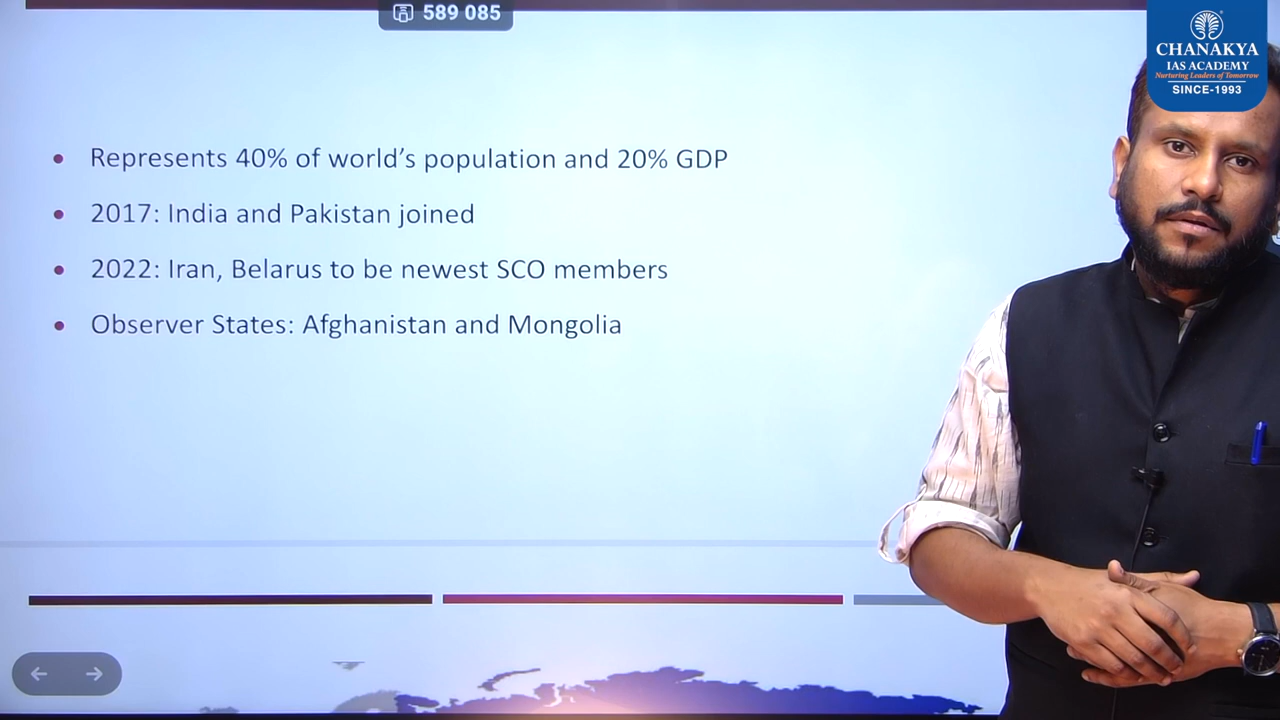 589 085
CHANAKYA
IAS ACADEMY
Nurturing Leaders of Tomorrow
SINCE-1993
• Represents 40% of world's population and 20% GDP
• 2017: India and Pakistan joined
• 2022: Iran, Belarus to be newest SCO members
• Observer States: Afghanistan and Mongolia